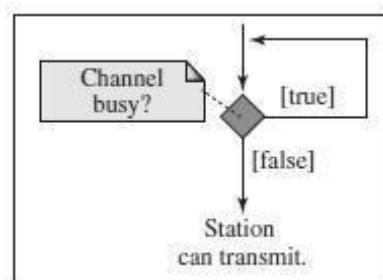 Channel
busy?
[true]
[false]
Station
can transmit.